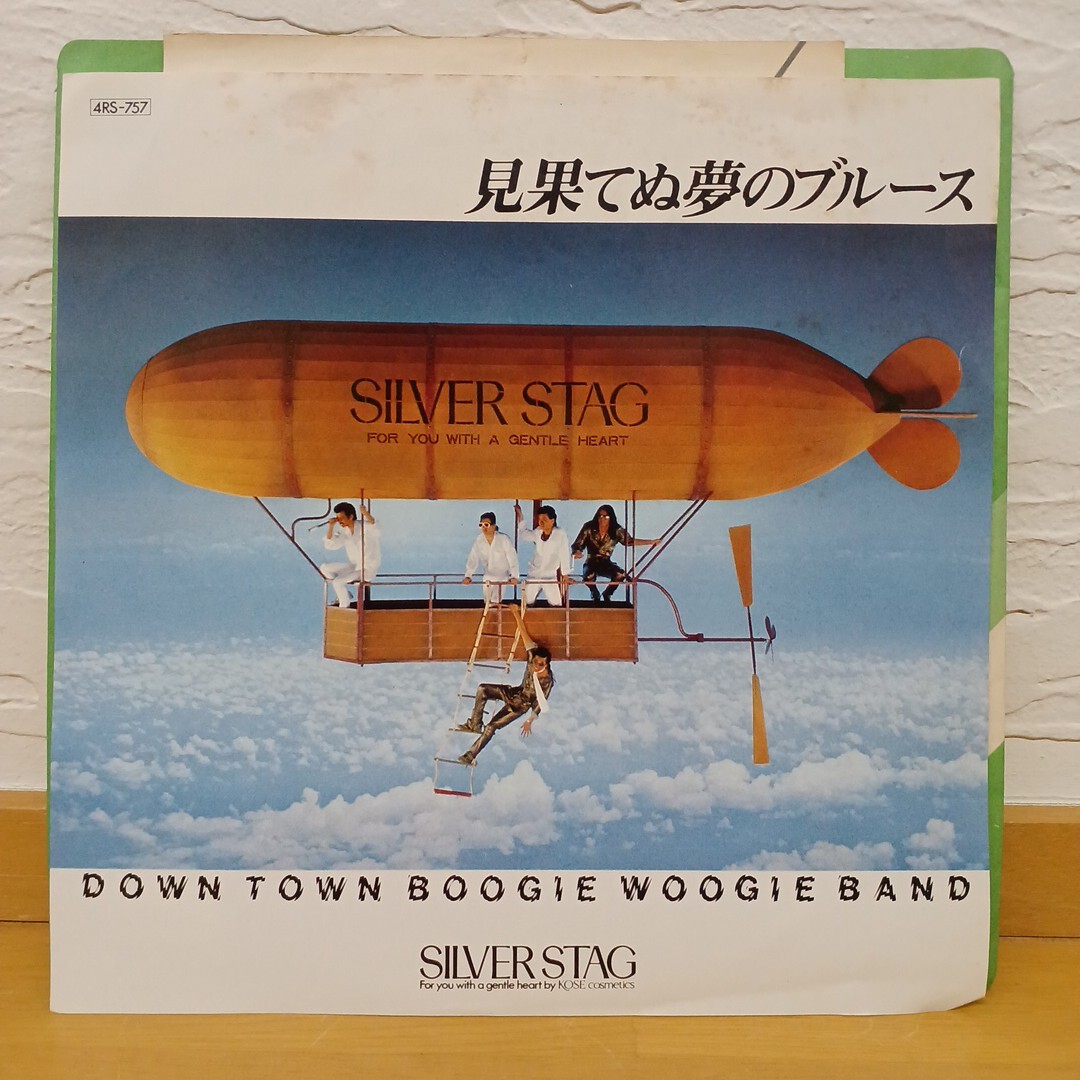 4RS-757
見果てぬ夢のブルース
SILVER STAG
FOR YOU WITH A GENTLE HEART
DOWN TOWN BOOGIE WOOGIE BAND
SILVER STAG
For you with a gentle heart by KOSÉ cosmetics